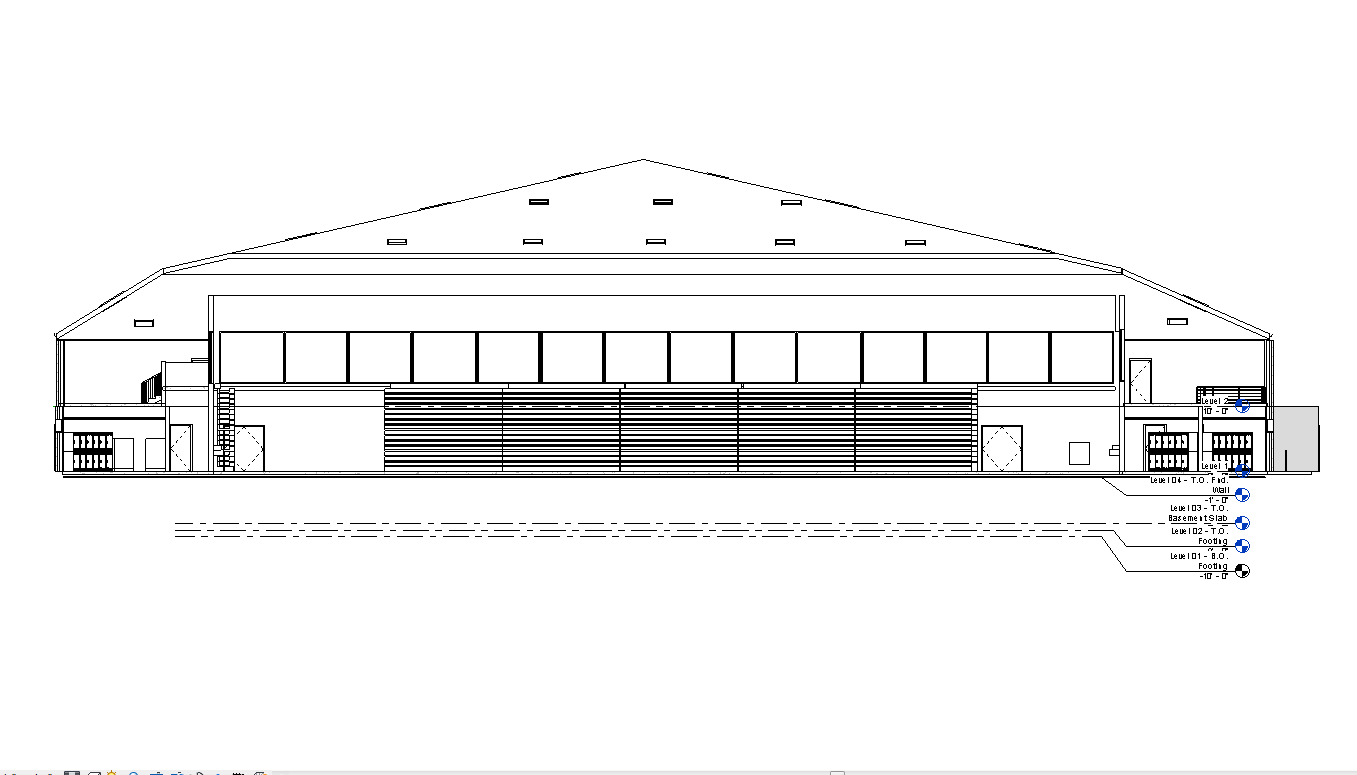 Level 2
10' - 0"
Level 1
Level 04 - T.O. Fnd.
Wall
-1' - 0"
Level 03 - T.O.
Basement Slab
Level 02 - T.O.
Footing
Level 01 - B.O.
Footing
-10' - 0"